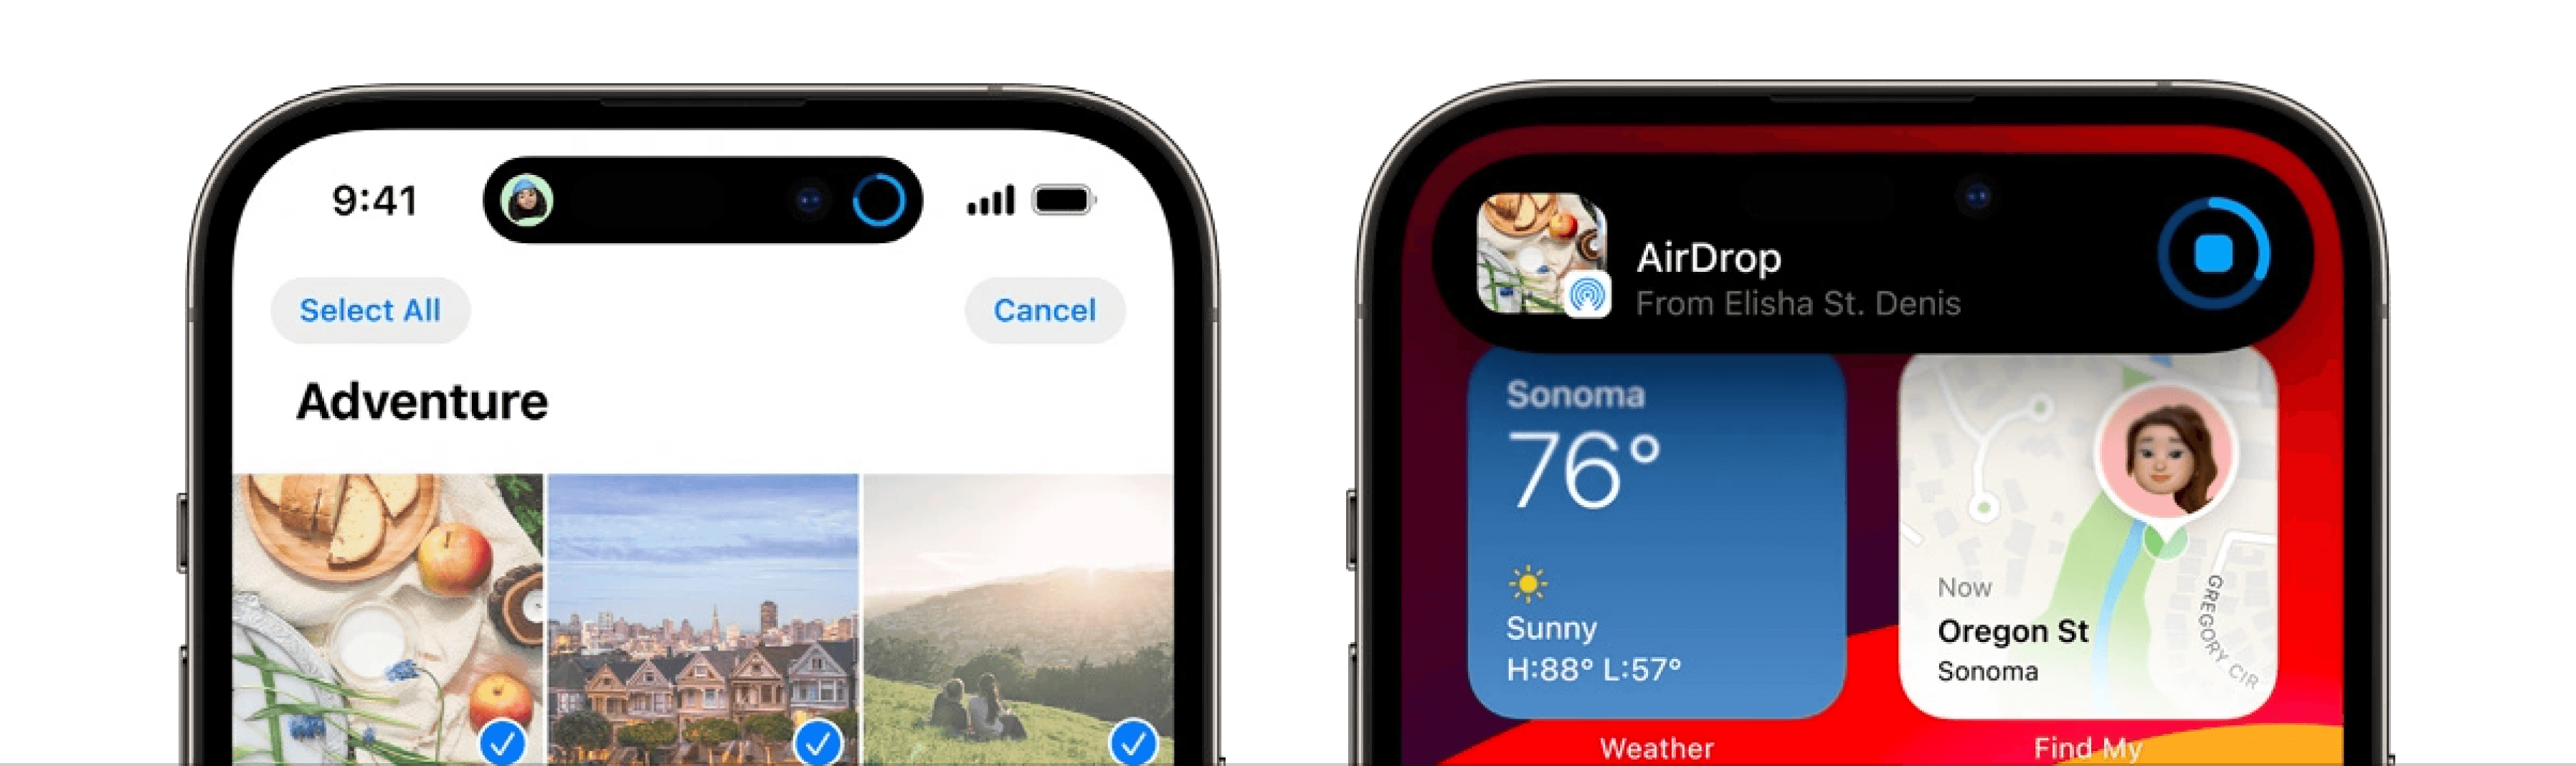 9:41
Select All
Cancel
Adventure
AirDrop
From Elisha St. Denis
Sonoma
76°
Sunny
H:88° L:57°
Weather
Now
Oregon St
Sonoma
GREGORY CIR
Find My